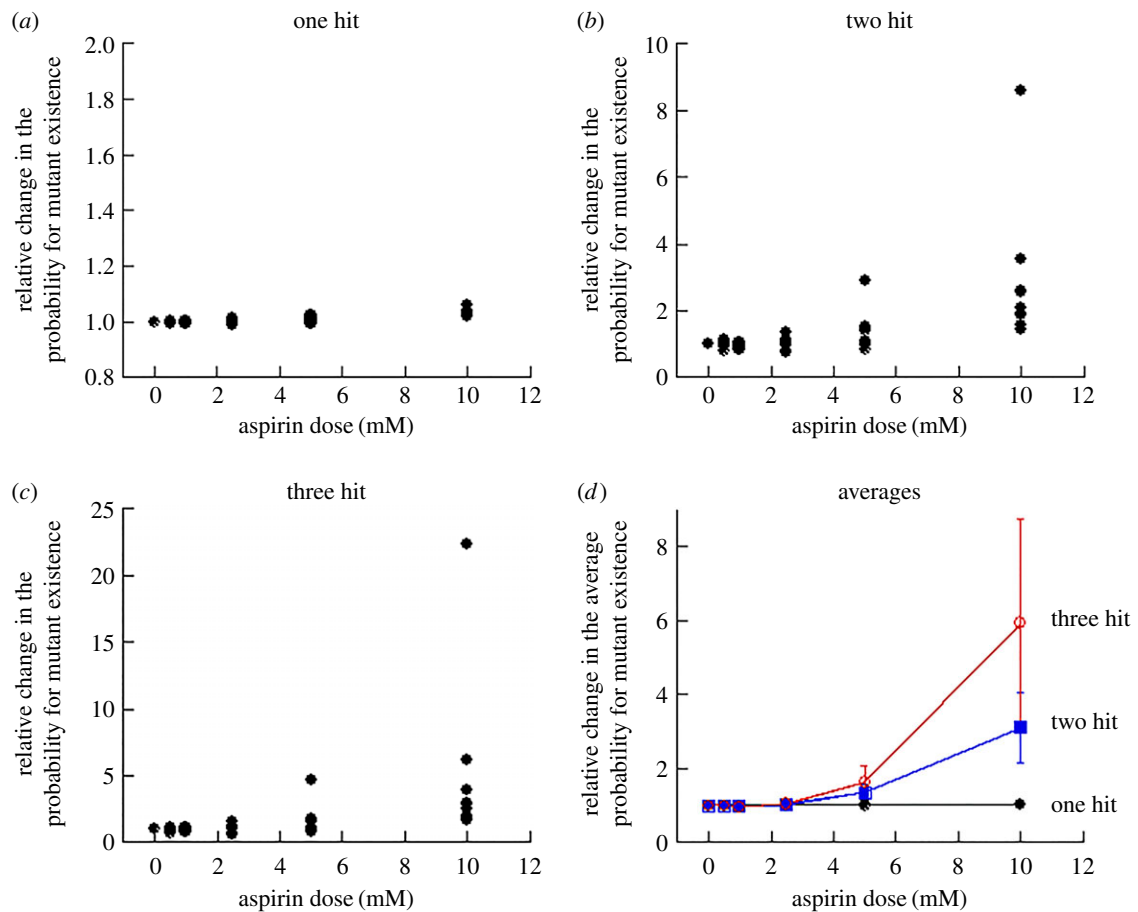 (a) one hit
relative change in the
probability for mutant existence
2.0
1.8
1.6
1.4
1.2
1.0
0.8
0 2 4 6 8 10 12
aspirin dose (mM)
(b) two hit
relative change in the
probability for mutant existence
10
8
6
4
2
0
0 2 4 6 8 10 12
aspirin dose (mM)
(c) three hit
relative change in the
probability for mutant existence
25
20
15
10
5
0
0 2 4 6 8 10 12
aspirin dose (mM)
(d) averages
relative change in the average
probability for mutant existence
8
6
4
2
0
three hit
two hit
one hit
0 2 4 6 8 10 12
aspirin dose (mM)